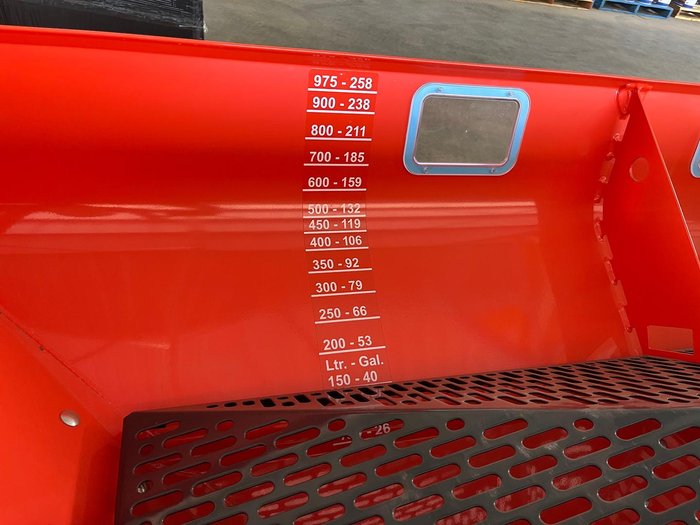 975 - 258
900 - 238
800 - 211
700 - 185
600 - 159
500 - 132
450 - 119
400 - 106
350 - 92
300 - 79
250 - 66
200 - 53
Ltr. - Gal.
150 - 40
- 26